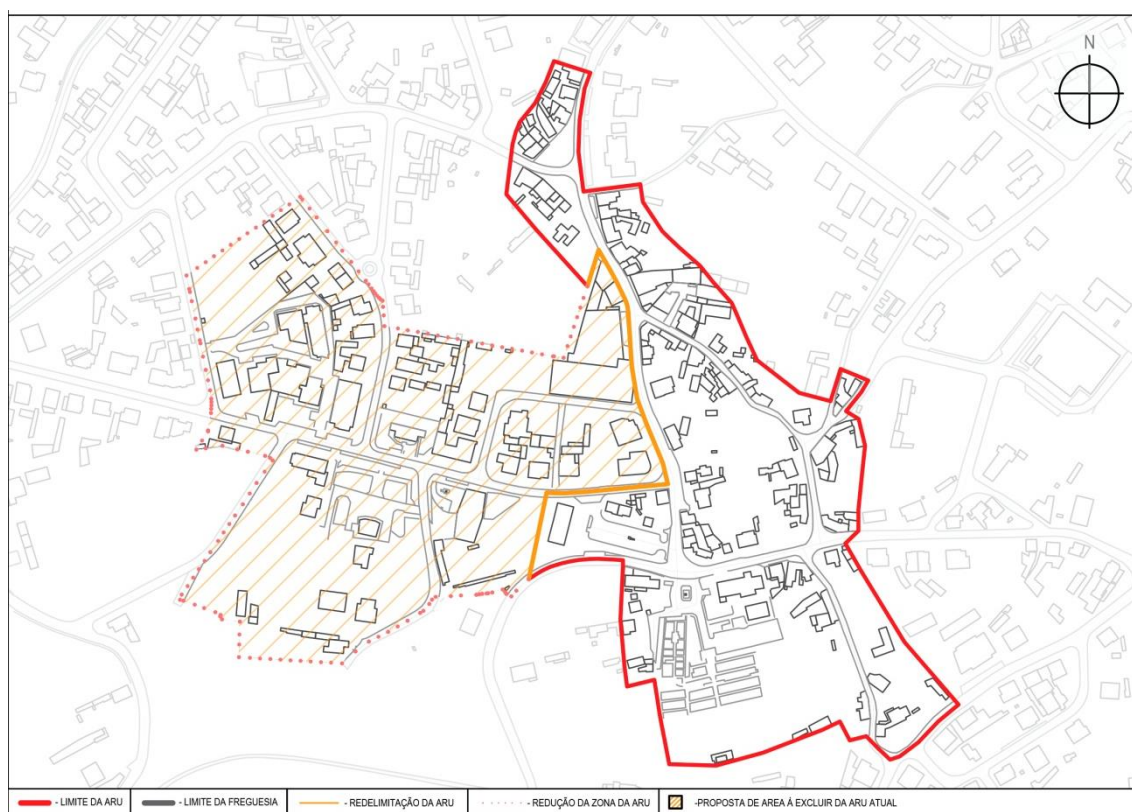 N
- LIMITE DA ARU
- LIMITE DA FREGUESIA
- REDELIMITAÇÃO DA ARU
- REDUÇÃO DA ZONA DA ARU
-PROPOSTA DE AREA Á EXCLUIR DA ARU ATUAL